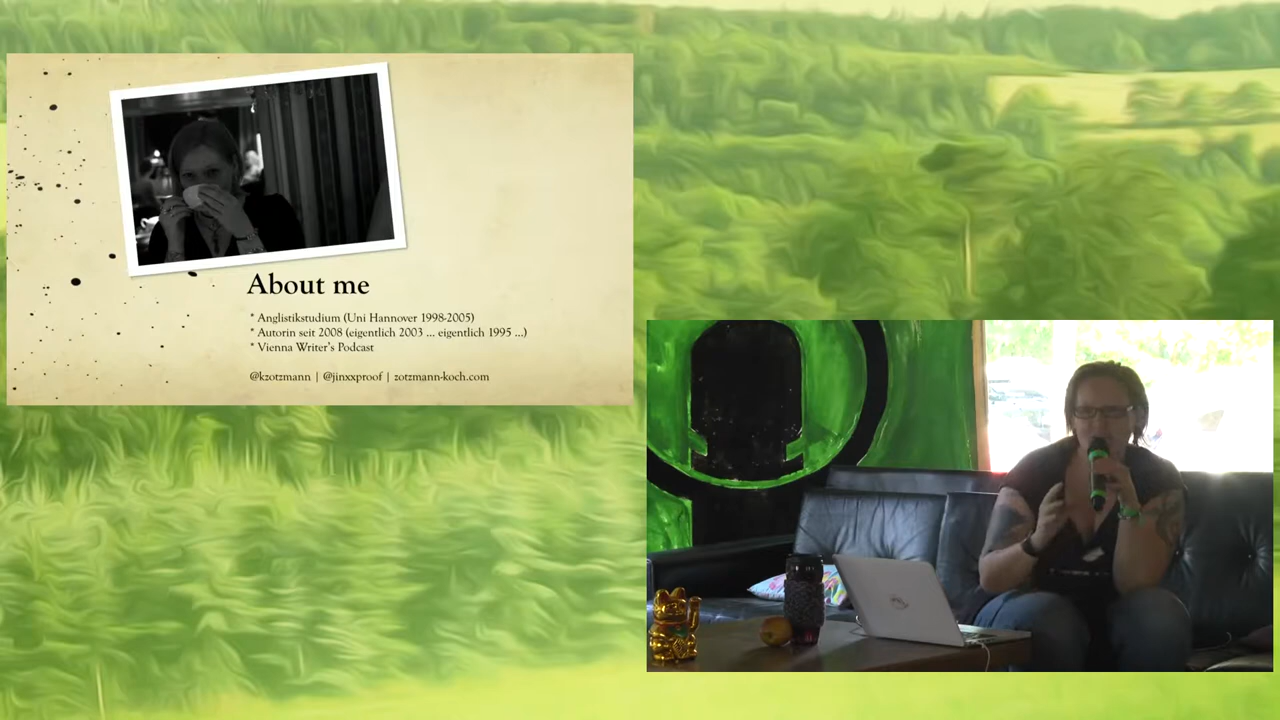 About me
* Anglistikstudium (Uni Hannover 1998-2005)
* Autorin seit 2008 (eigentlich 2003 ... eigentlich 1995 ...)
* Vienna Writer's Podcast
@kzotzmann | @jinxxproof | zotzmann-koch.com